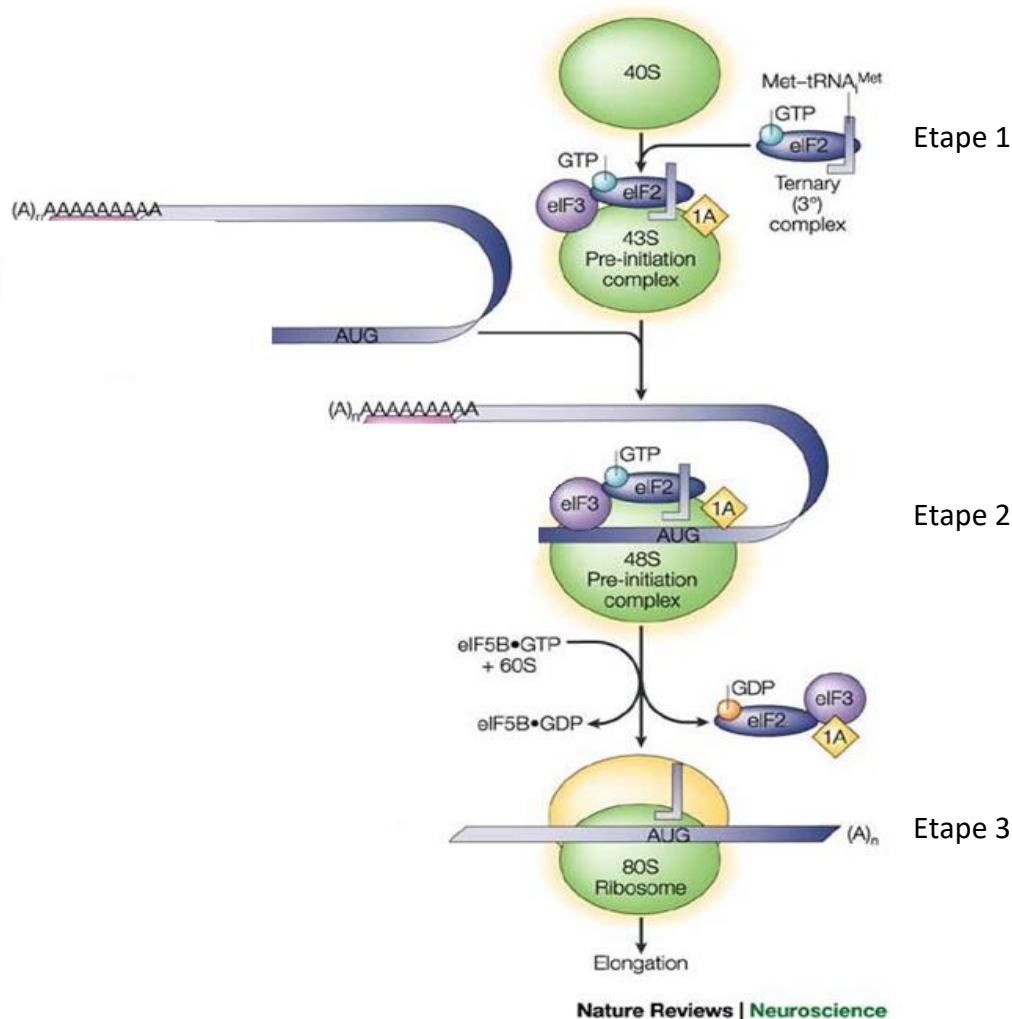 40S
Met–tRNAiMet
GTP
eIF2
Etape 1
Ternary
(3°)
complex
GTP
eIF3
eIF2
1A
43S
Pre-initiation
complex
(A)nAAAAAAAAA
AUG
(A)nAAAAAAAAA
GTP
eIF3
eIF2
1A
AUG
Etape 2
48S
Pre-initiation
complex
eIF5B•GTP
+ 60S
eIF5B•GDP
GDP
eIF3
eIF2
1A
AUG
(A)n
Etape 3
80S
Ribosome
Elongation
Nature Reviews | Neuroscience